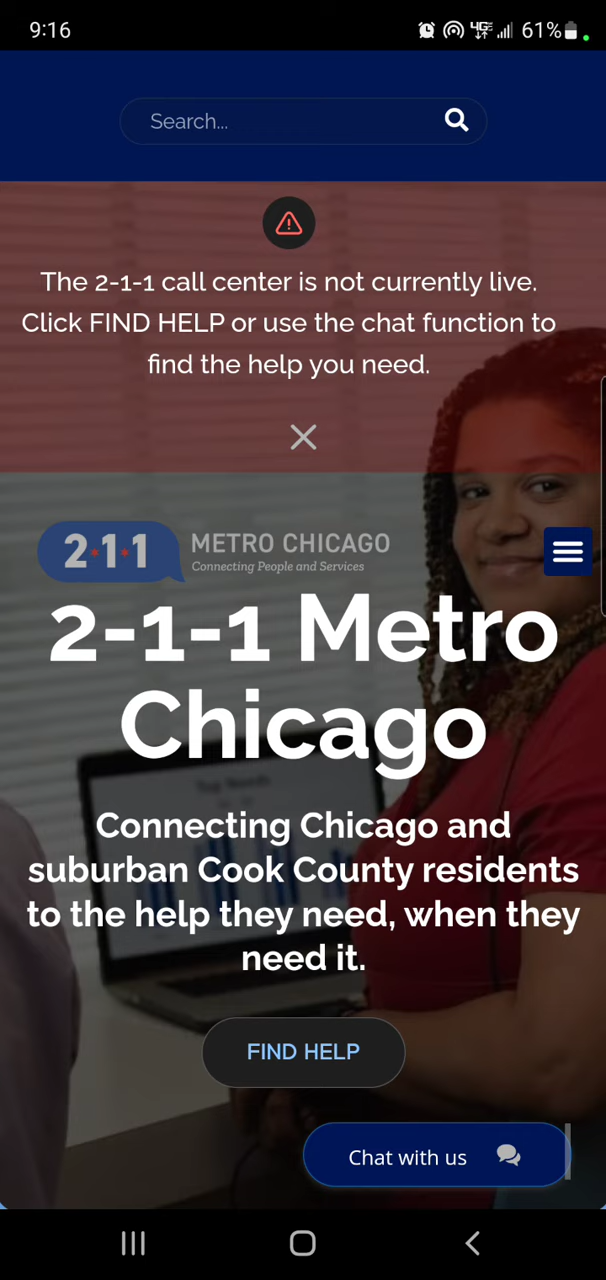 9:16
4G 61%
Search...
The 2-1-1 call center is not currently live.
Click FIND HELP or use the chat function to
find the help you need.
2•1•1 METRO CHICAGO
Connecting People and Services
2-1-1 Metro
Chicago
Top Needs
Connecting Chicago and
suburban Cook County residents
to the help they need, when they
need it.
FIND HELP
Chat with us